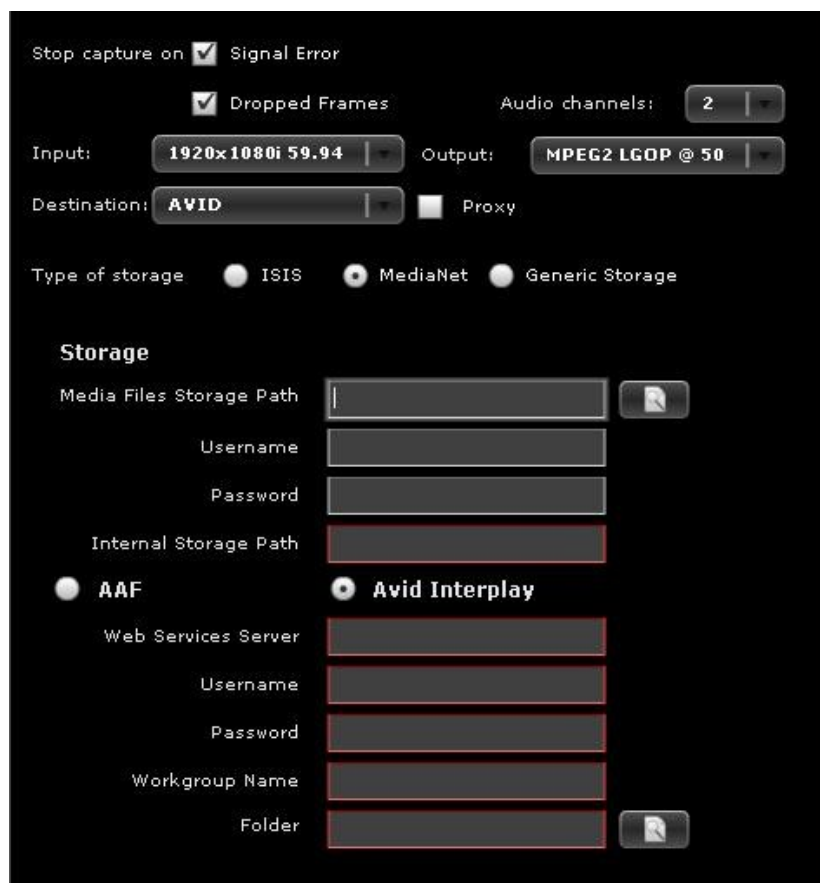 Stop capture on Signal Error
Dropped Frames Audio channels: 2
Input: 1920x1080i 59.94 Output: MPEG2 LGOP @ 50
Destination: AVID Proxy
Type of storage ISIS MediaNet Generic Storage
Storage
Media Files Storage Path
Username
Password
Internal Storage Path
AAF Avid Interplay
Web Services Server
Username
Password
Workgroup Name
Folder